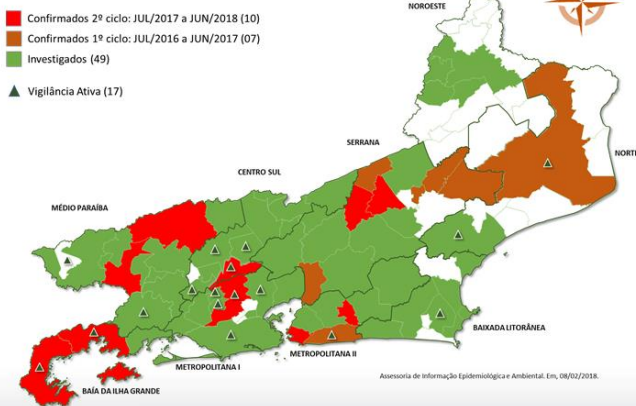 NOROESTE
Confirmados 2º ciclo: JUL/2017 a JUN/2018 (10)
Confirmados 1º ciclo: JUL/2016 a JUN/2017 (07)
Investigados (49)
Vigilância Ativa (17)
SERRANA
NORT
CENTRO SUL
MÉDIO PARAÍBA
BAIXADA LITORÂNEA
METROPOLITANA II
METROPOLITANA I
Assessoria de Informação Epidemiológica e Ambiental. Em, 08/02/2018.
BAÍA DA ILHA GRANDE